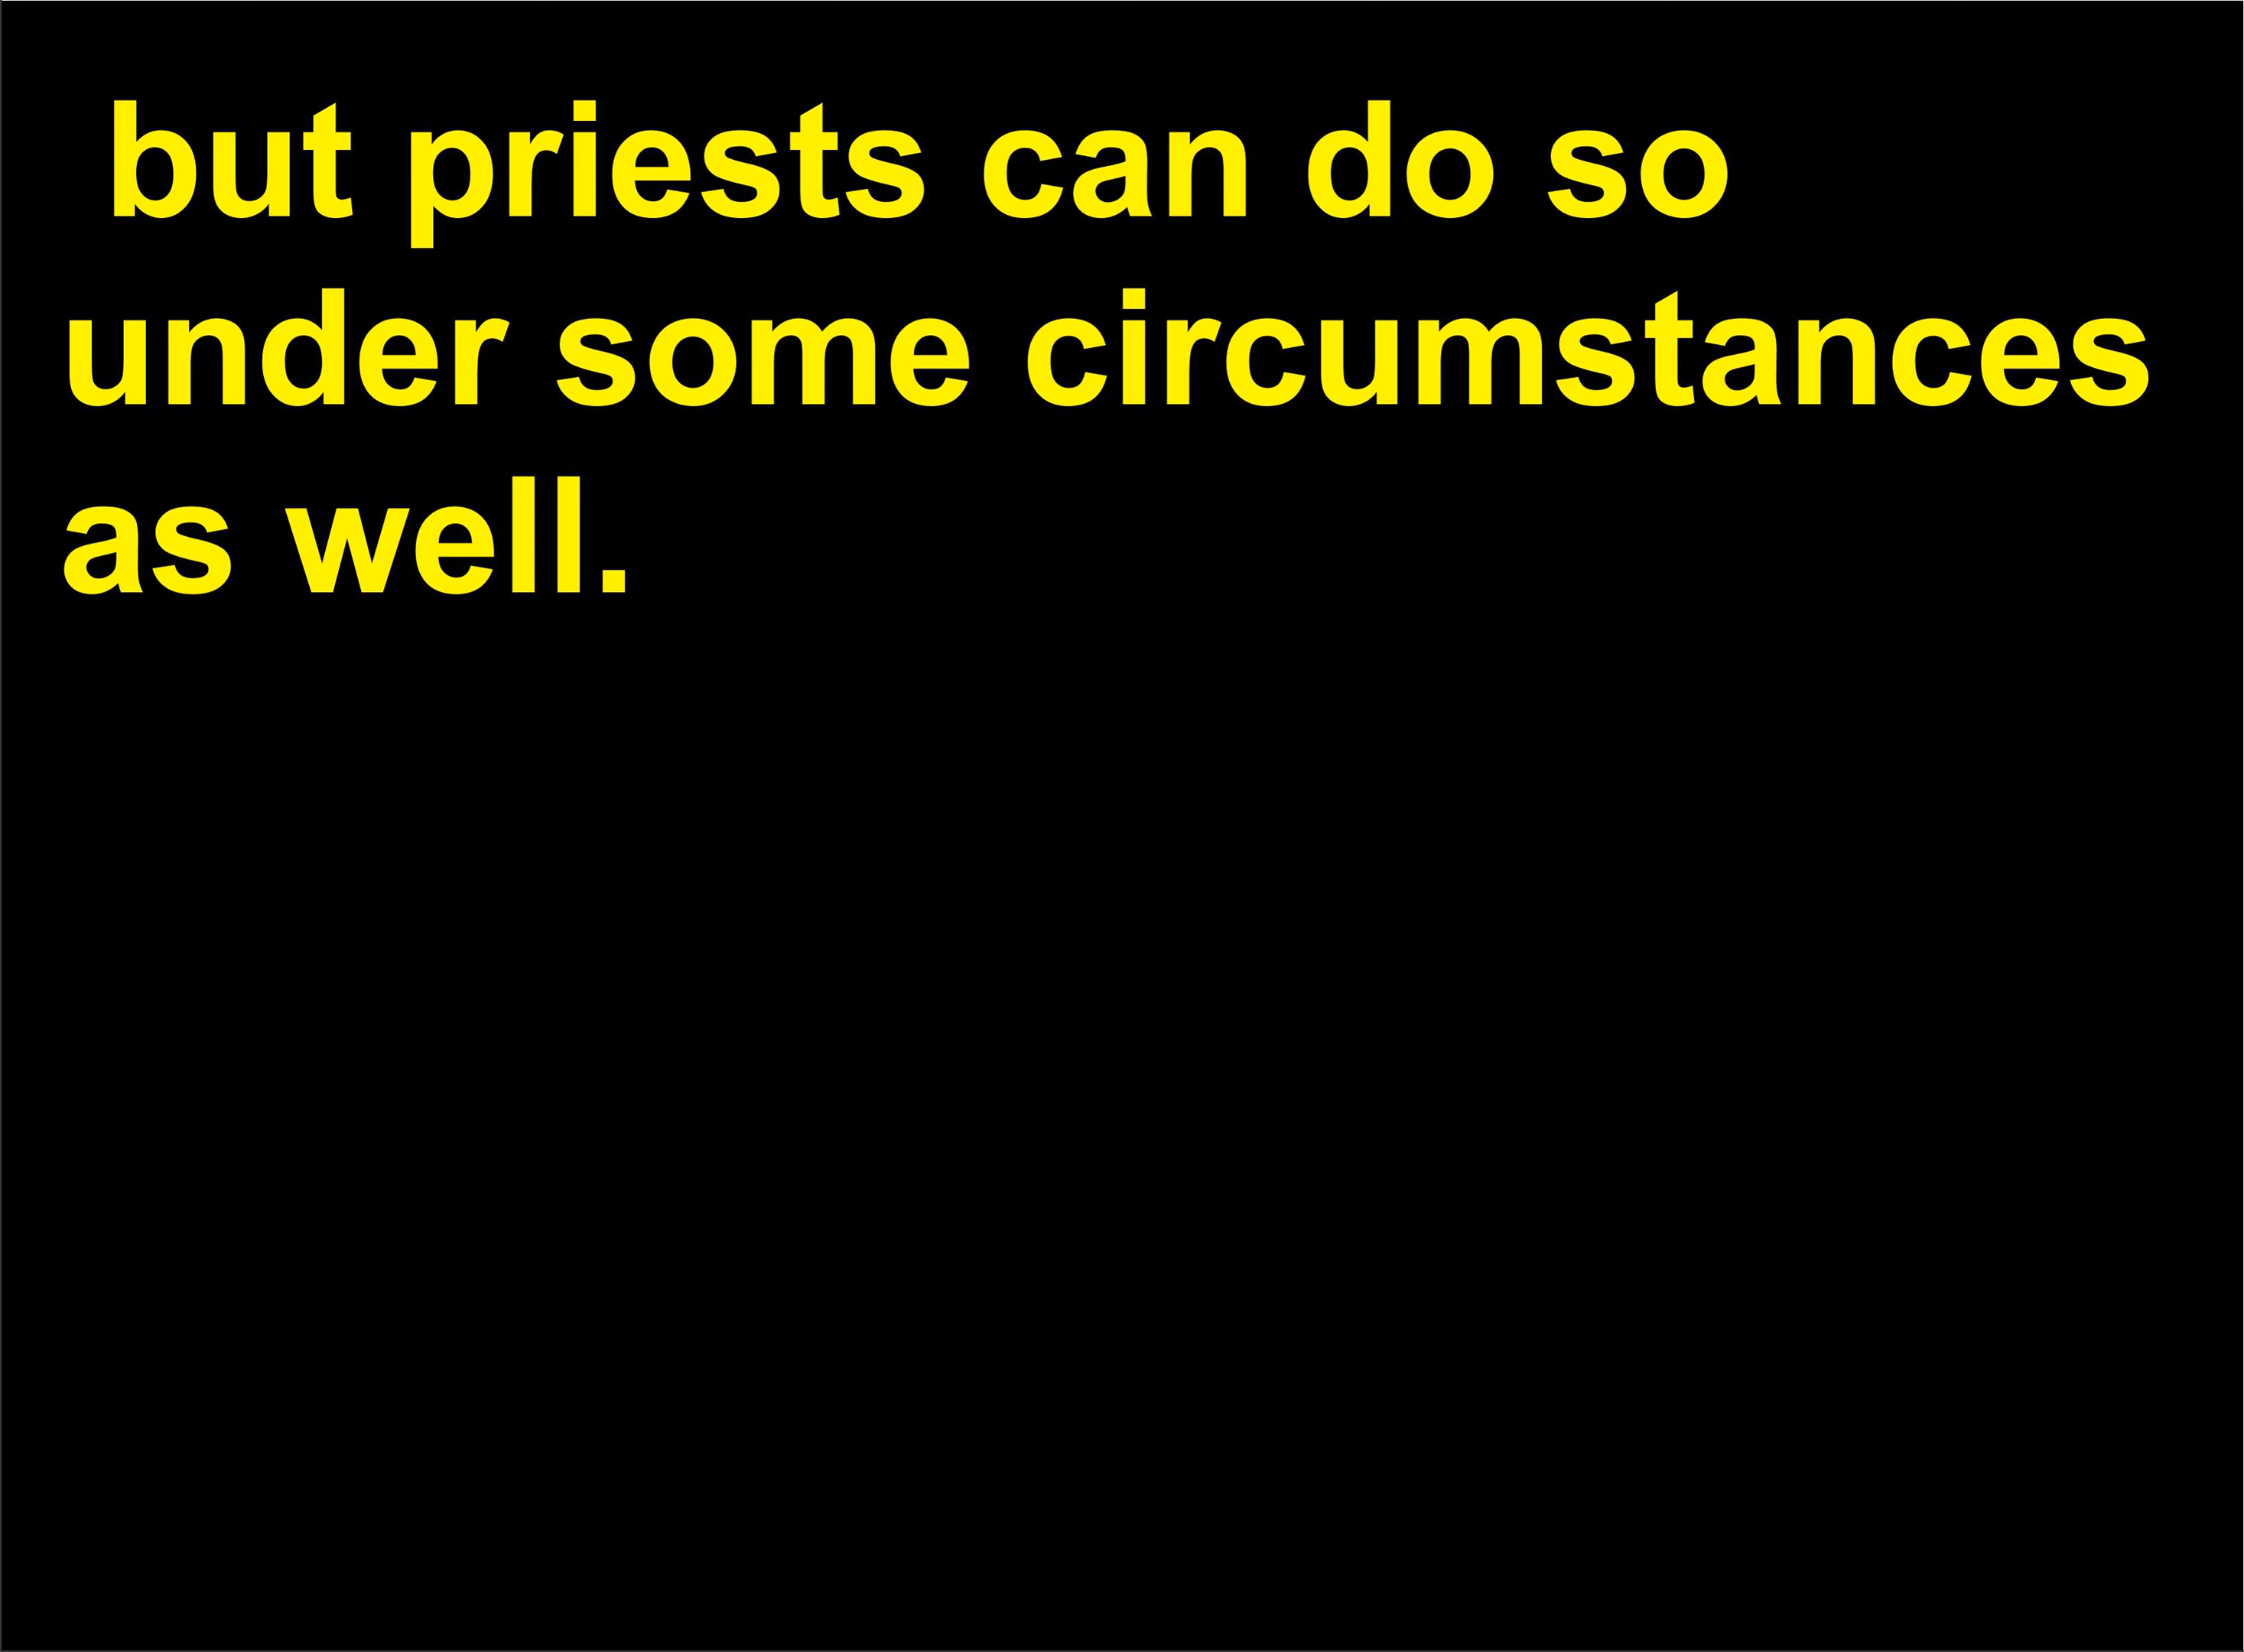 but priests can do so
under some circumstances
as well.